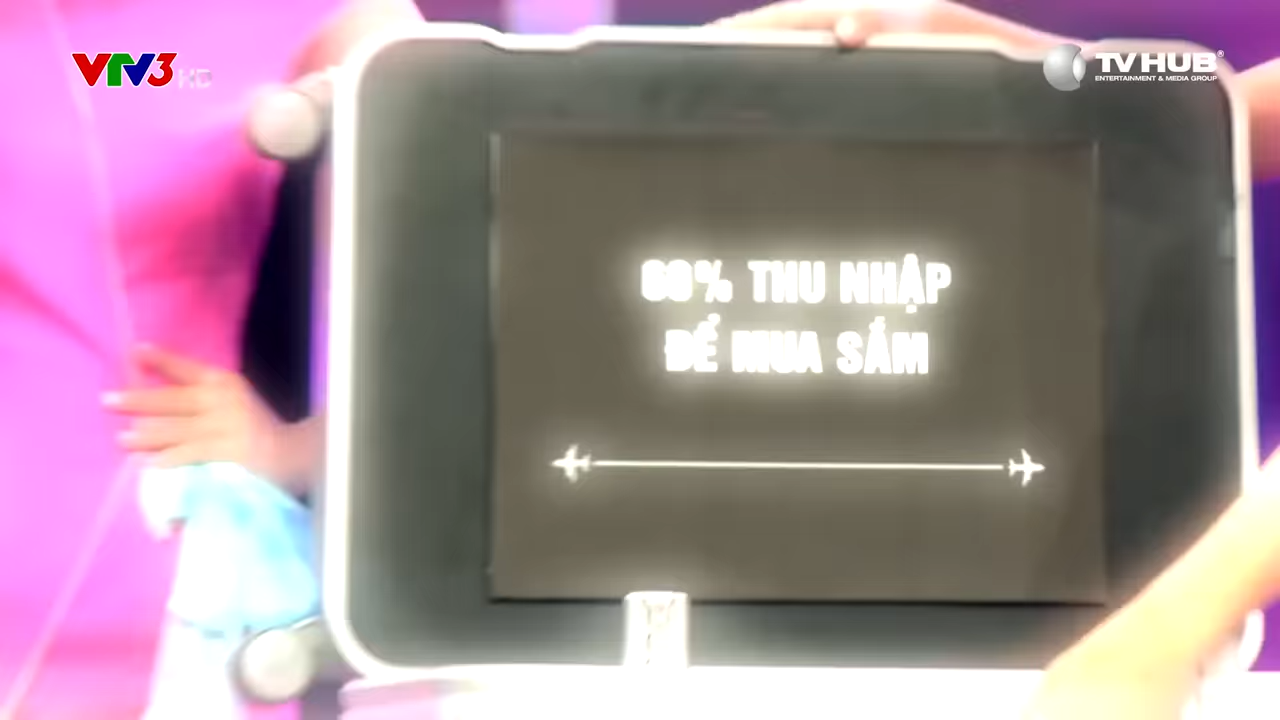 VTV3 HD
TV HUB®
ENTERTAINMENT & MEDIA GROUP
THU NHẬP
ĐỂ MUA SẮM